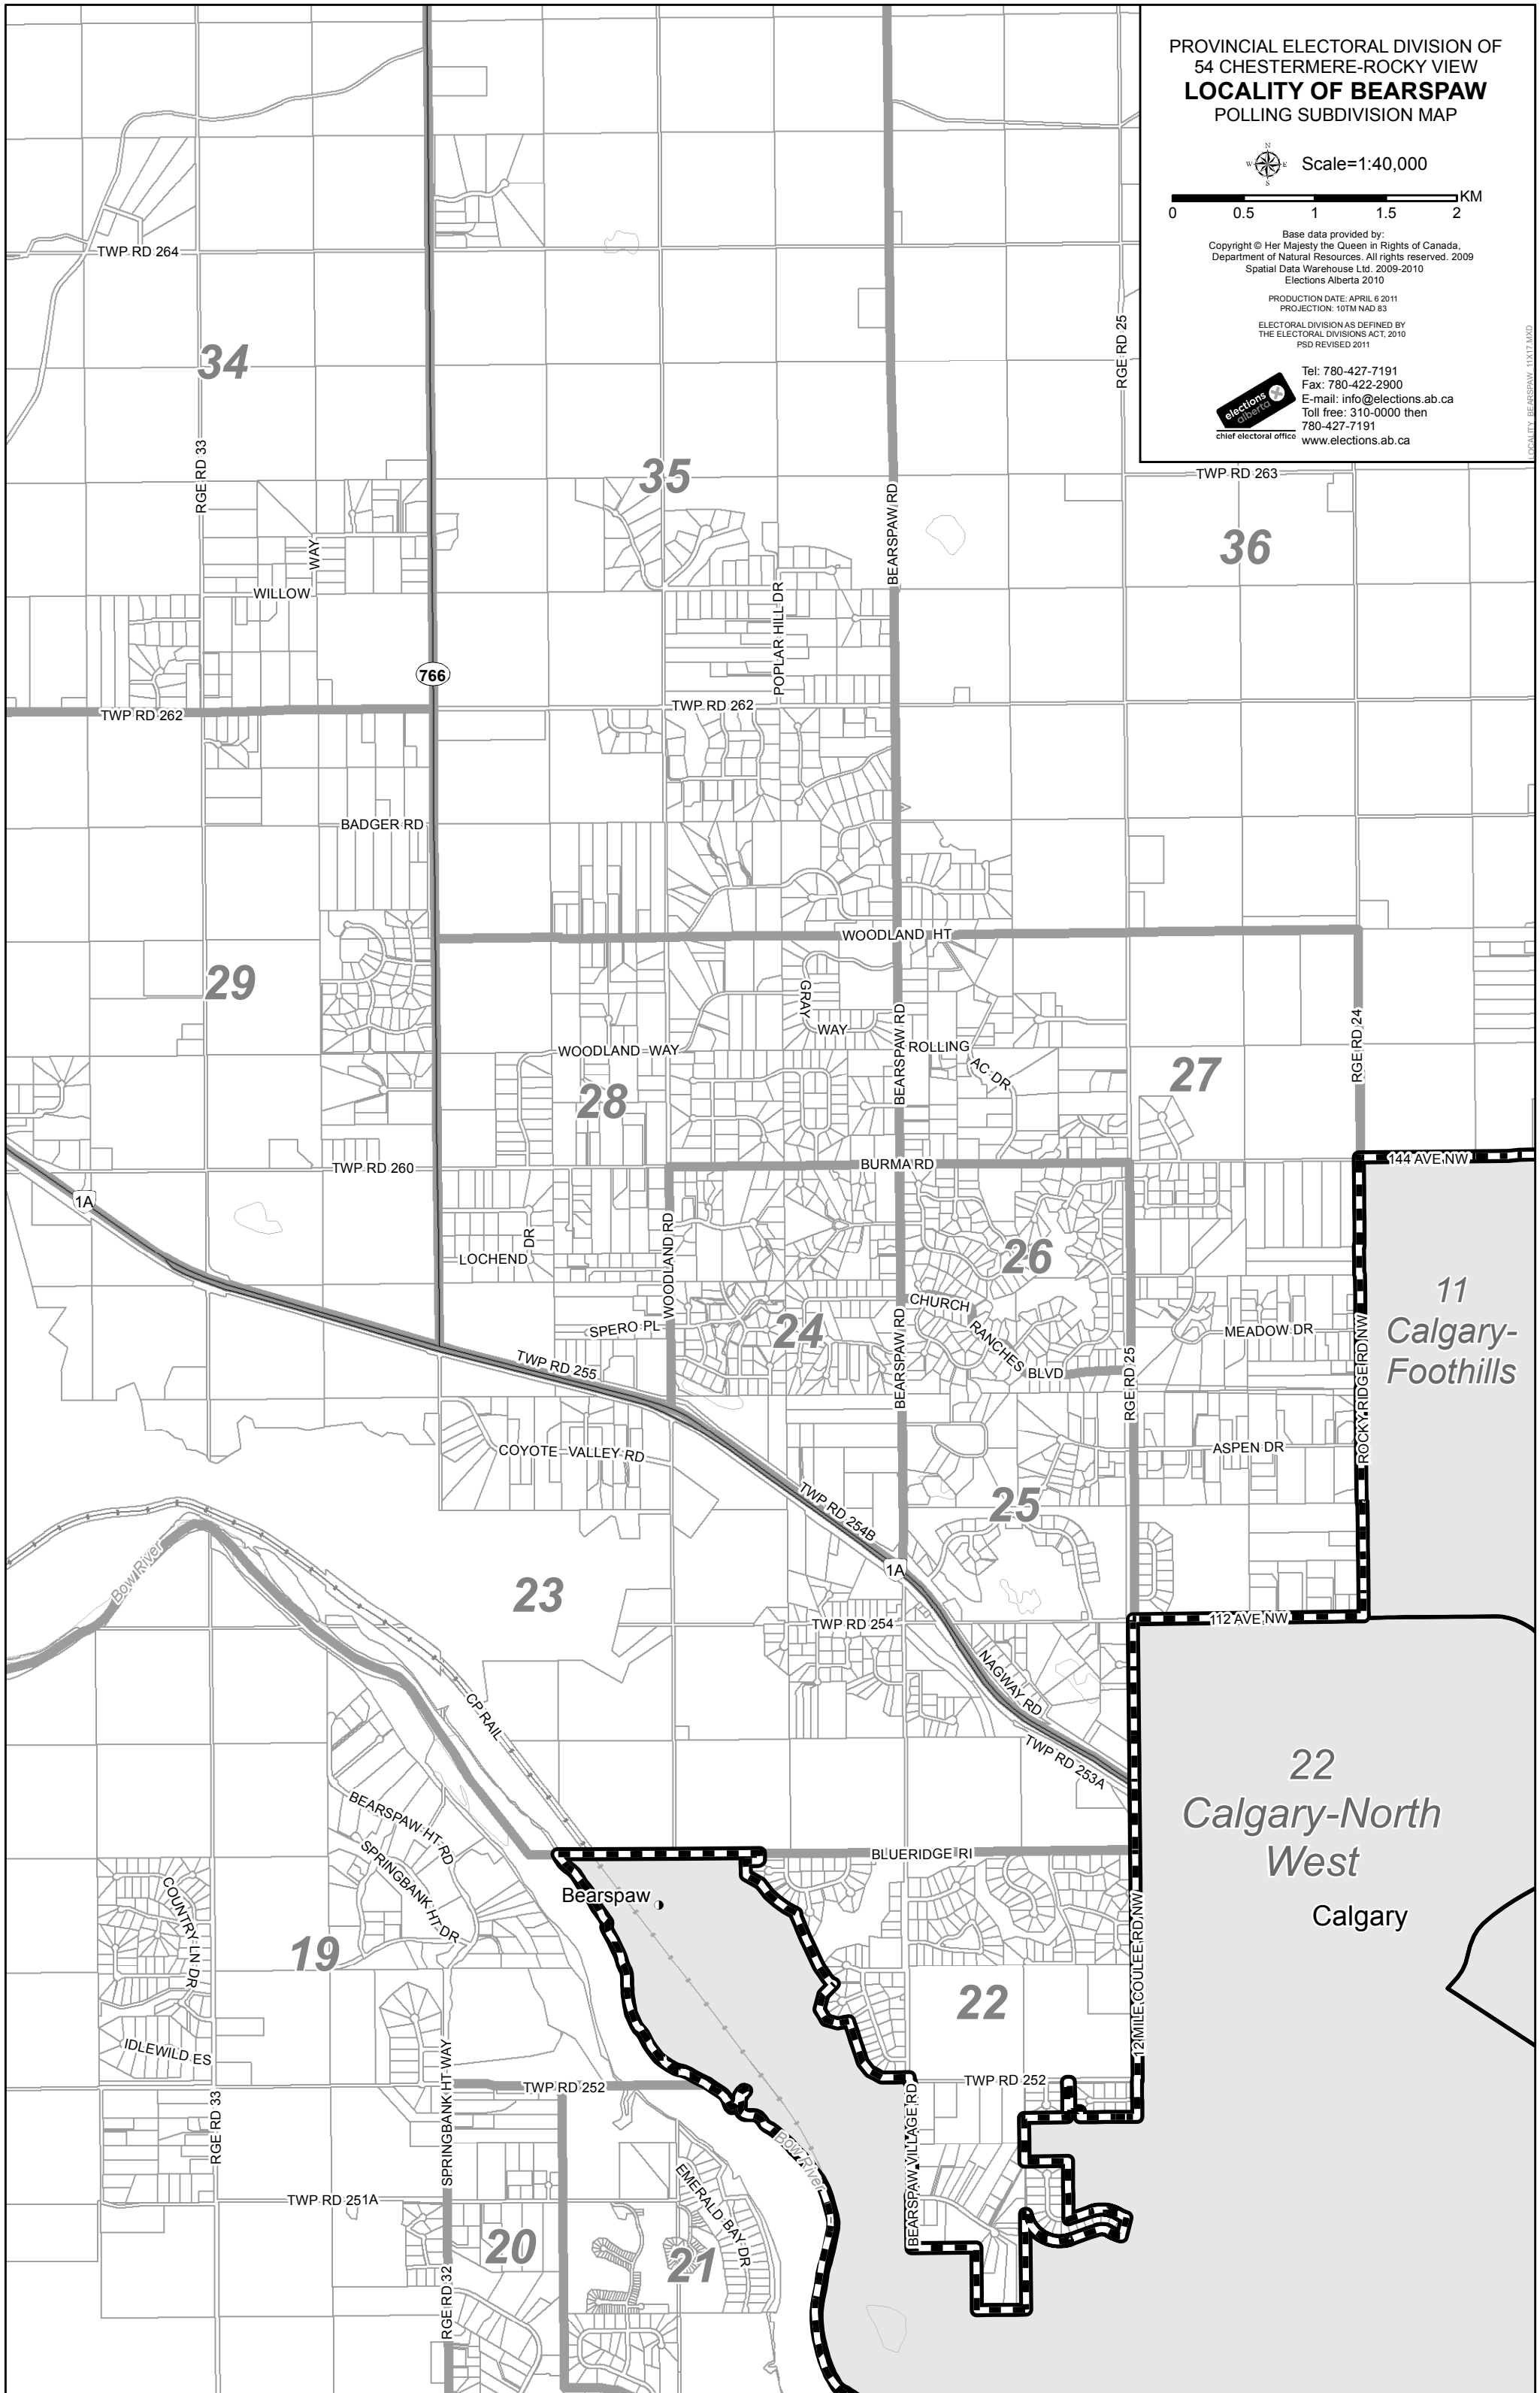 PROVINCIAL ELECTORAL DIVISION OF
54 CHESTERMERE-ROCKY VIEW
LOCALITY OF BEARSPAW
POLLING SUBDIVISION MAP
N
W E
S
Scale=1:40,000
KM
0 0.5 1 1.5 2
Base data provided by:
Copyright © Her Majesty the Queen in Rights of Canada,
Department of Natural Resources. All rights reserved. 2009
Spatial Data Warehouse Ltd. 2009-2010
Elections Alberta 2010
PRODUCTION DATE: APRIL 6 2011
PROJECTION: 10TM NAD 83
ELECTORAL DIVISION AS DEFINED BY
THE ELECTORAL DIVISIONS ACT, 2010
PSD REVISED 2011
elections
alberta
chief electoral office
Tel: 780-427-7191
Fax: 780-422-2900
E-mail: info@elections.ab.ca
Toll free: 310-0000 then
780-427-7191
www.elections.ab.ca
LOCALITY_BEARSPAW_11X17.MXD
TWP RD 264
RGE RD 25
34
RGE RD 33
35
TWP RD 263
BEARSPAW RD
36
WAY
WILLOW
POPLAR HILL DR
766
TWP RD 262
TWP RD 262
BADGER RD
WOODLAND HT
29
GRAY
WAY
BEARSPAW RD
RGE RD 24
WOODLAND WAY
ROLLING
AC DR
27
28
TWP RD 260
BURMA RD
144 AVE NW
1A
LOCHEND
DR
WOODLAND RD
26
11
Calgary-
Foothills
CHURCH
RANCHES
BLVD
SPERO PL
24
BEARSPAW RD
MEADOW DR
ROCKY RIDGE RD NW
TWP RD 255
RGE RD 25
COYOTE VALLEY RD
ASPEN DR
TWP RD 254B
25
1A
Bow River
23
TWP RD 254
112 AVE NW
NAGWAY RD
CP RAIL
TWP RD 253A
22
Calgary-North
West
Calgary
BEARSPAW HT RD
SPRINGBANK HT DR
BLUERIDGE RI
Bearspaw
COUNTRY LN DR
19
12 MILE COULEE RD NW
22
IDLEWILD ES
SPRINGBANK HT WAY
TWP RD 252
TWP RD 252
RGE RD 33
BEARSPAW VILLAGE RD
Bow River
EMERALD BAY DR
TWP RD 251A
20
21
RGE RD 32